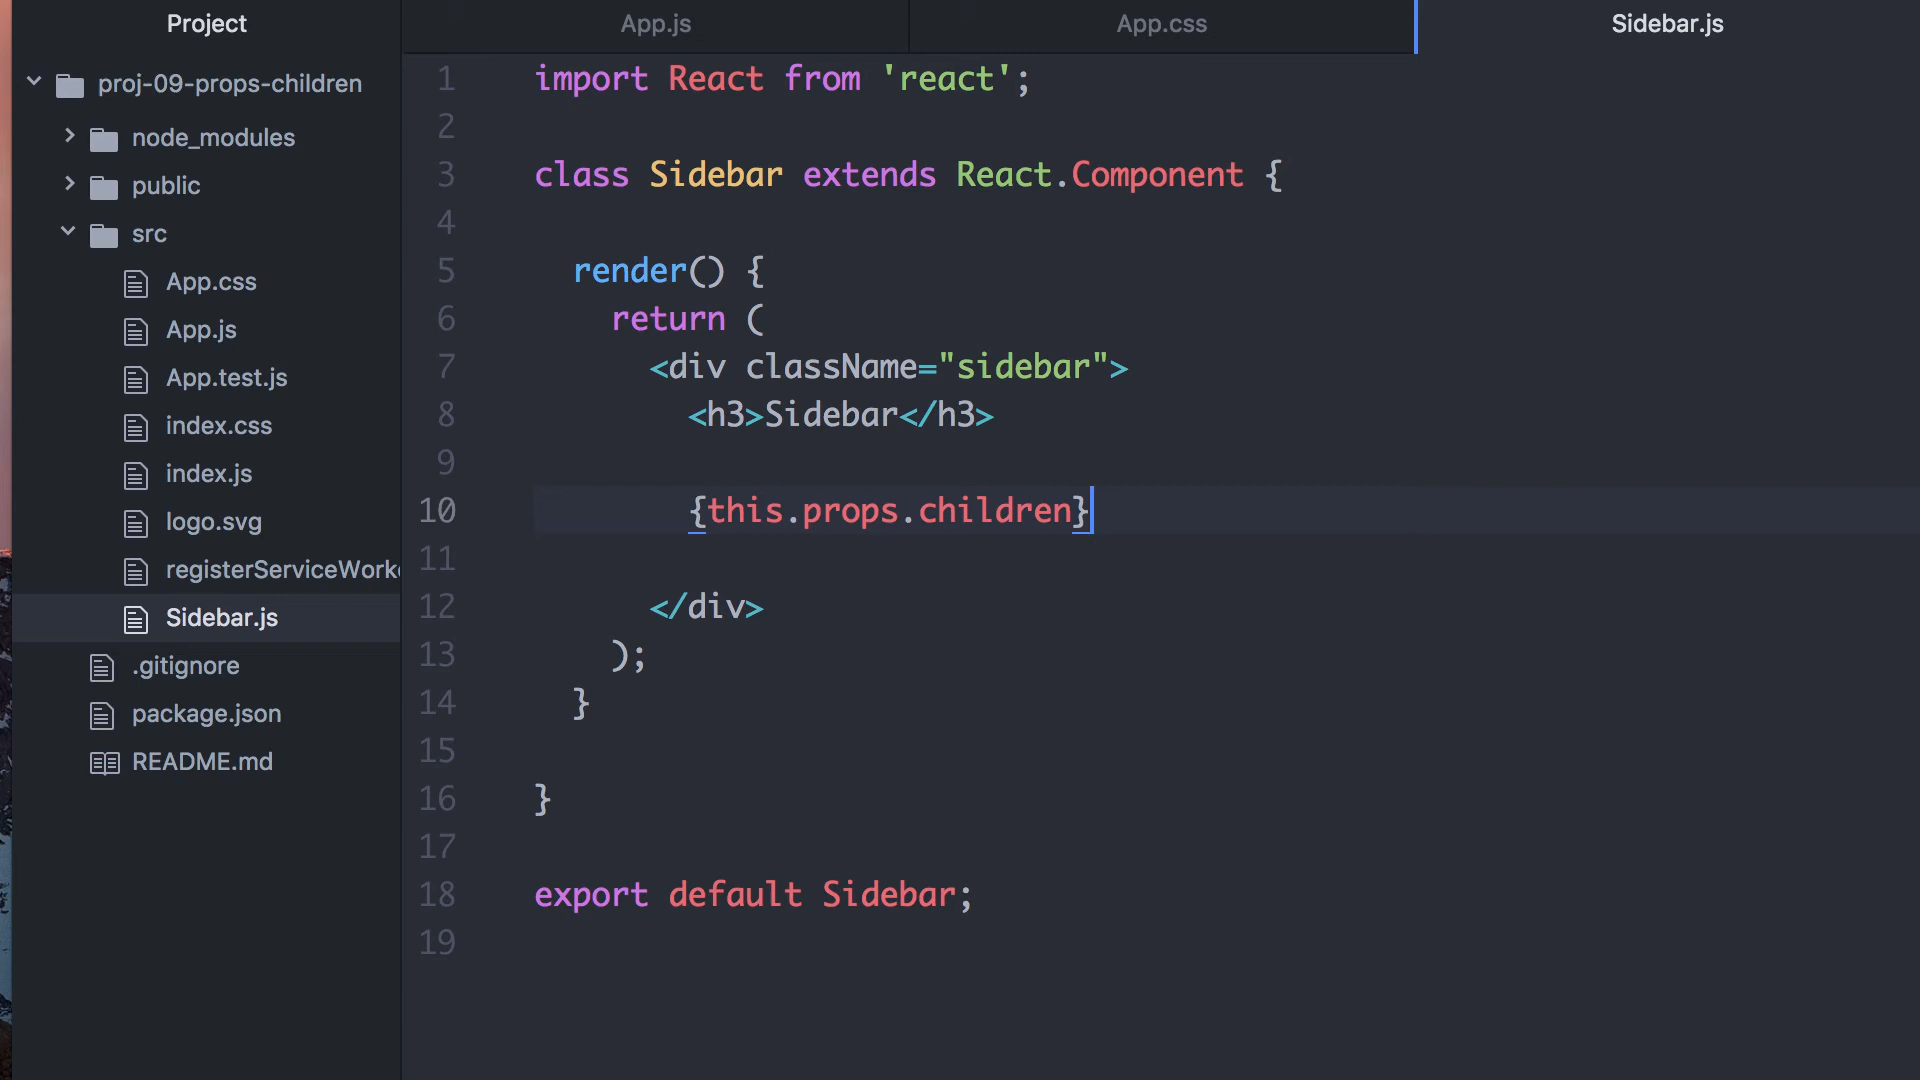 Project
proj-09-props-children
node_modules
public
src
App.css
App.js
App.test.js
index.css
index.js
logo.svg
registerServiceWorke
Sidebar.js
.gitignore
package.json
README.md
App.js
App.css
Sidebar.js
1 import React from 'react';
2
3 class Sidebar extends React.Component {
4
5   render() {
6     return (
7       <div className="sidebar">
8         <h3>Sidebar</h3>
9
10         {this.props.children}
11
12       </div>
13     );
14   }
15
16 }
17
18 export default Sidebar;
19